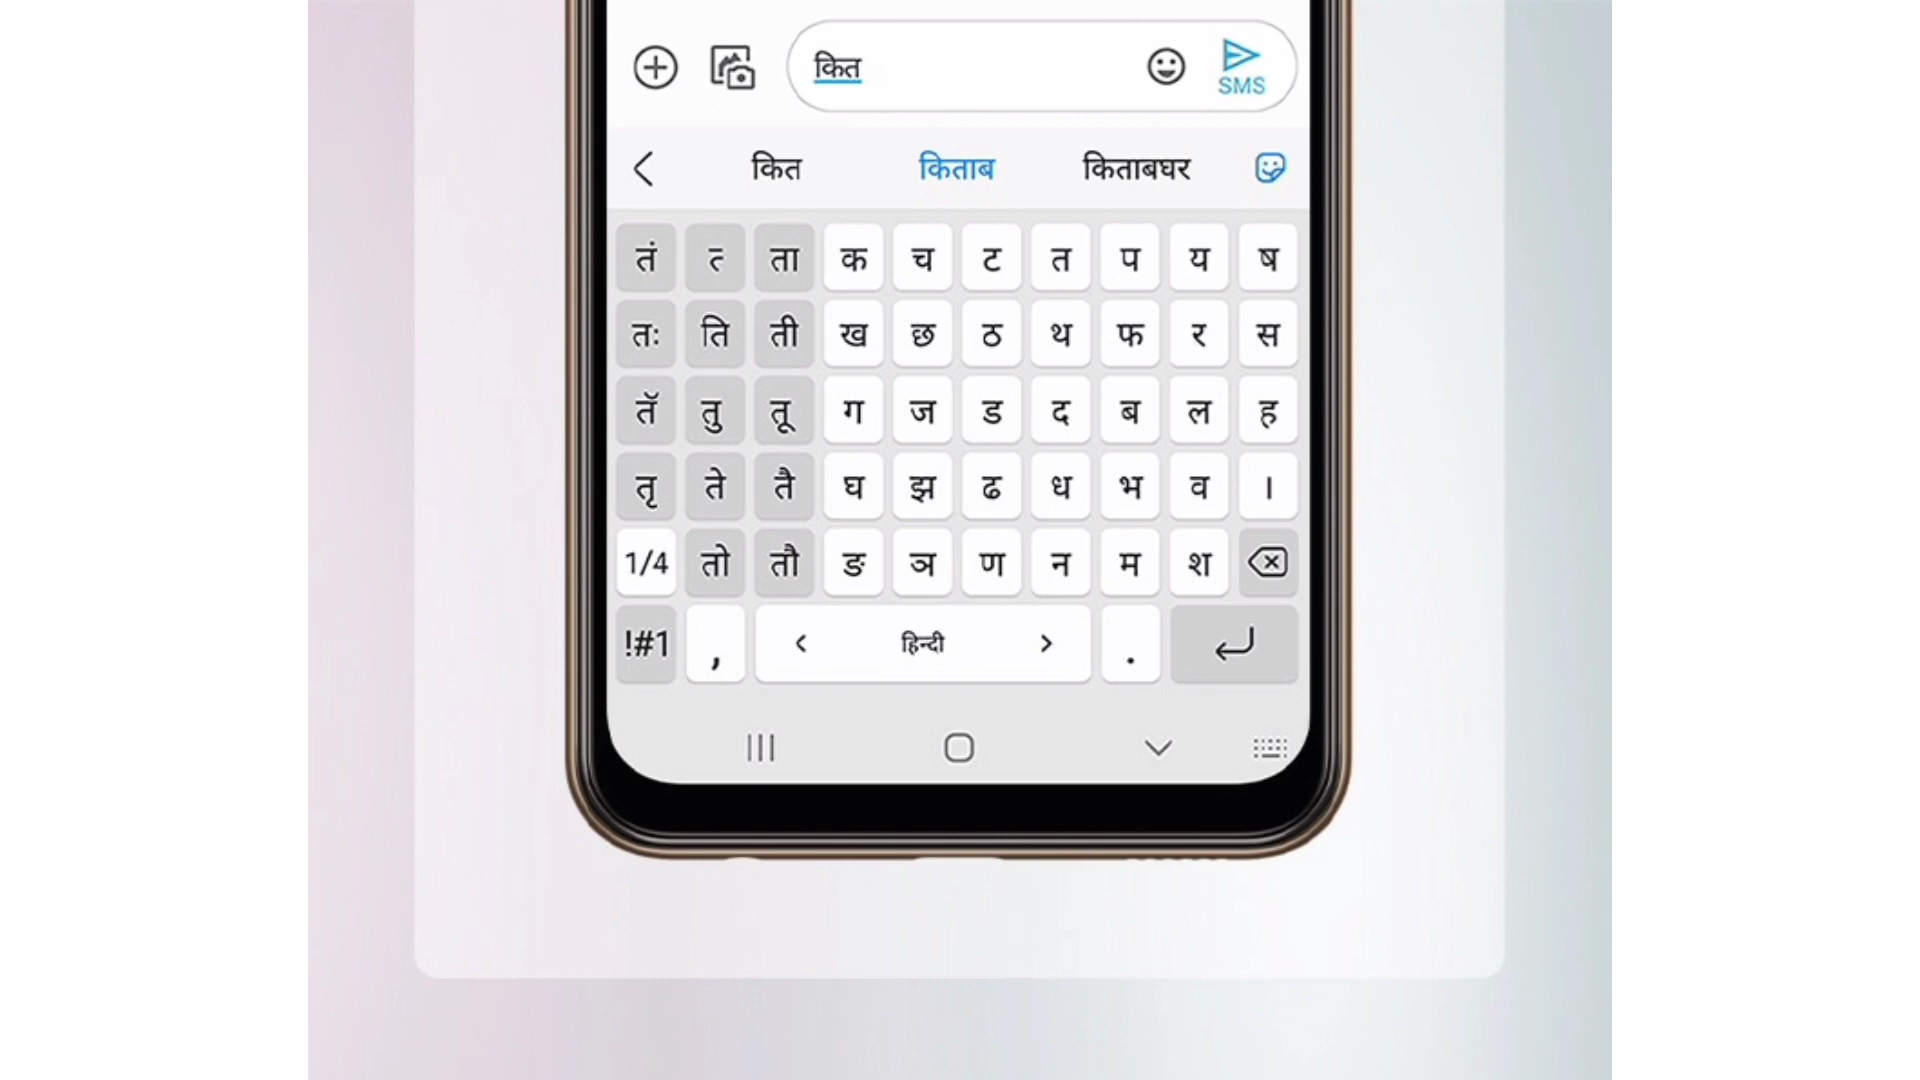 कित
SMS
कित किताब किताबघर
तं त्‍ ता क च ट त प य ष
तः ति ती ख छ ठ थ फ र स
तॅ तु तू ग ज ड द ब ल ह
तृ ते तै घ झ ढ ध भ व ।
1/4 तो तौ ङ ञ ण न म श
!#1 , < हिन्दी > .